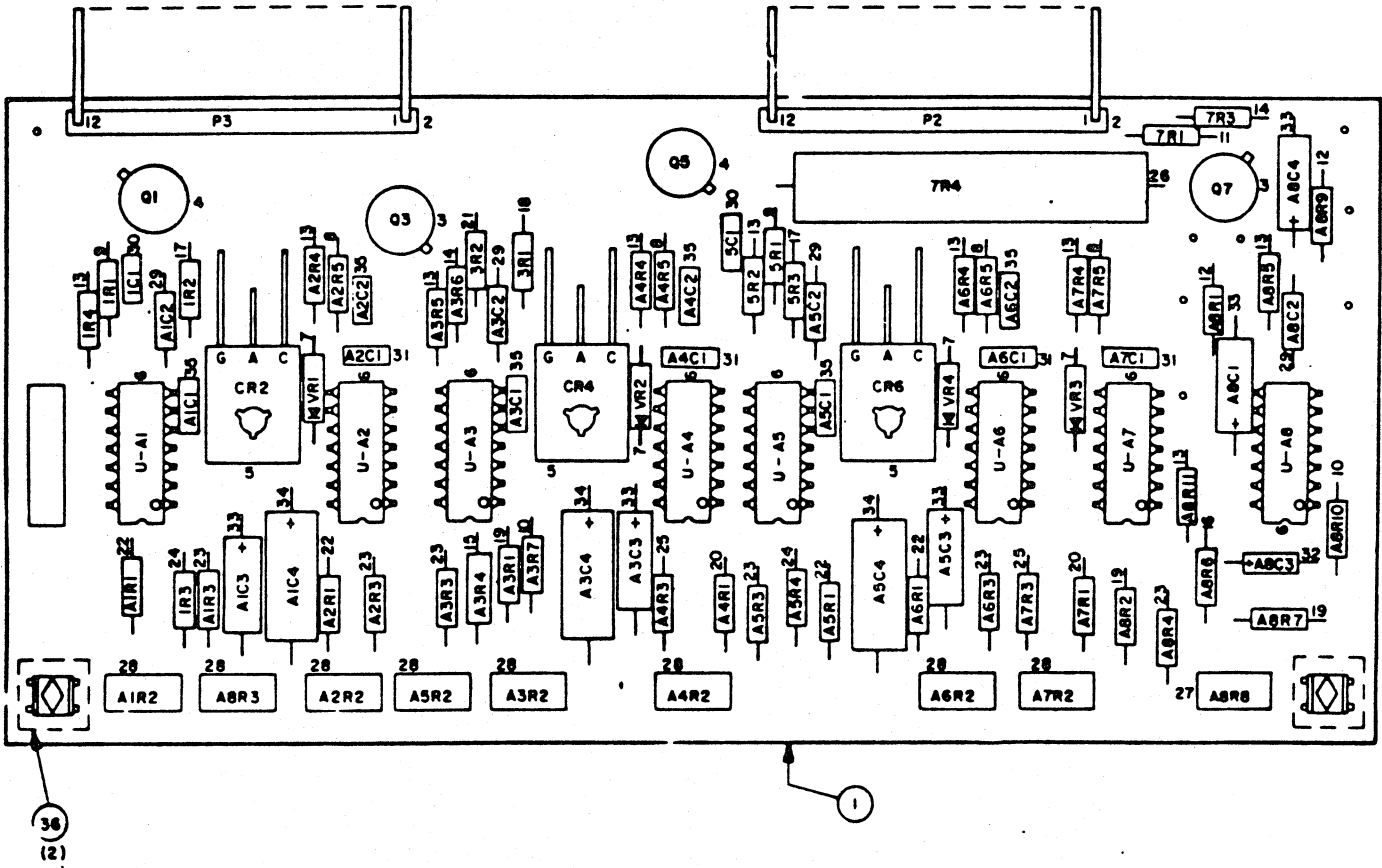 12 P3 1 2
12 P2 1 2
7R3 14
7R1 11
Q1 4
Q3 3
Q5 4
7R4 26
Q7 3
33 A8C4
12 A8R9
13 1R4
9 1R1
30 1C1
29 A1C2
17 1R2
13 A2R4
8 A2R5
35 A2C2
13 A3R5
14 A3R6
21 3R2
29 A3C2
18 3R1
13 A4R4
8 A4R5
35 A4C2
30 5C1
13 5R2
9 5R1
17 5R3
29 A5C2
13 A6R4
8 A6R5
35 A6C2
13 A7R4
8 A7R5
12 A8R1
33 A8C1
13 A8R5
A8C2 29
G A C
CR2
5
7 VR1
A2C1 31
G A C
CR4
5
VR2 7
A4C1 31
G A C
CR6
5
7 VR4
A6C1 31
7 VR3
A7C1 31
6 U-A1
35 A1C1
6 U-A2
6 U-A3
35 A3C1
6 U-A4
6 U-A5
35 A5C1
6 U-A6
6 U-A7
13 A8R11
U-A8 6
10 A8R10
22 A1R1
24 1R3
23 A1R3
33 A1C3
34 A1C4
22 A2R1
23 A2R3
23 A3R3
15 A3R4
19 A3R1
10 A3R7
34 A3C4
33 A3C3
25 A4R3
20 A4R1
23 A5R3
24 A5R4
22 A5R1
34 A5C4
22 A6R1
33 A5C3
23 A6R3
25 A7R3
20 A7R1
19 A8R2
23 A8R4
16 A8R6
A8C3 32
A8R7 19
28 A1R2
28 A8R3
28 A2R2
28 A5R2
28 A3R2
28 A4R2
28 A6R2
28 A7R2
27 A8R8
36
(2)
1